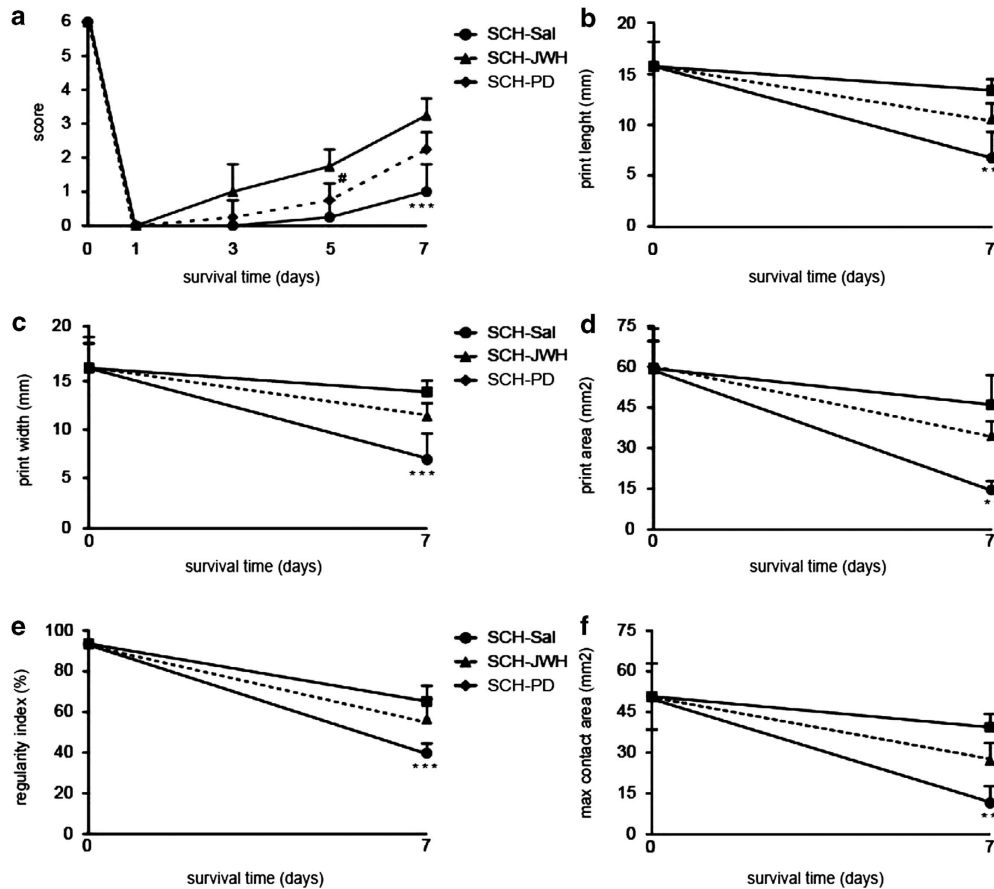 a
6
5
4
3
2
1
0
score
0 1 3 5 7
survival time (days)
#
***
SCH-Sal
SCH-JWH
SCH-PD
b
20
15
10
5
0
print lenght (mm)
0 7
survival time (days)
**
c
20
15
10
5
0
print width (mm)
0 7
survival time (days)
***
SCH-Sal
SCH-JWH
SCH-PD
d
75
60
45
30
15
0
print area (mm2)
0 7
survival time (days)
*
e
100
80
60
40
20
0
regularity index (%)
0 7
survival time (days)
***
SCH-Sal
SCH-JWH
SCH-PD
f
75
60
45
30
15
0
max contact area (mm2)
0 7
survival time (days)
**